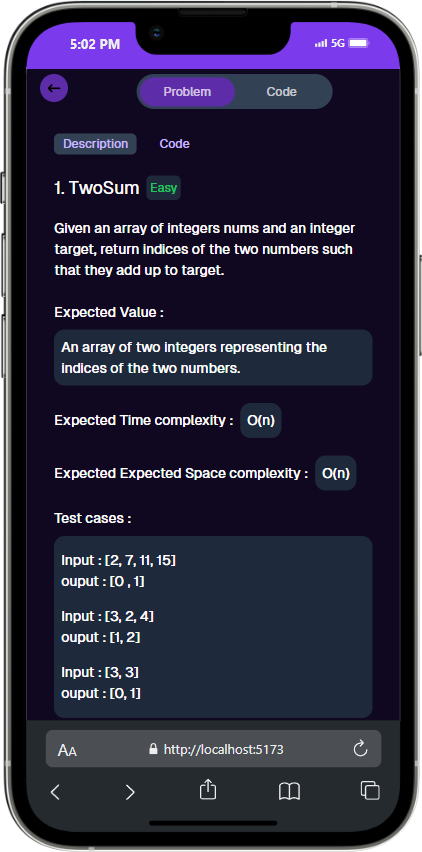 5:02 PM 5G
Problem Code
Description Code
1. TwoSum Easy
Given an array of integers nums and an integer
target, return indices of the two numbers such
that they add up to target.
Expected Value :
An array of two integers representing the
indices of the two numbers.
Expected Time complexity : O(n)
Expected Expected Space complexity : O(n)
Test cases :
Input : [2, 7, 11, 15]
ouput : [0 , 1]
Input : [3, 2, 4]
ouput : [1, 2]
Input : [3, 3]
ouput : [0, 1]
AA http://localhost:5173